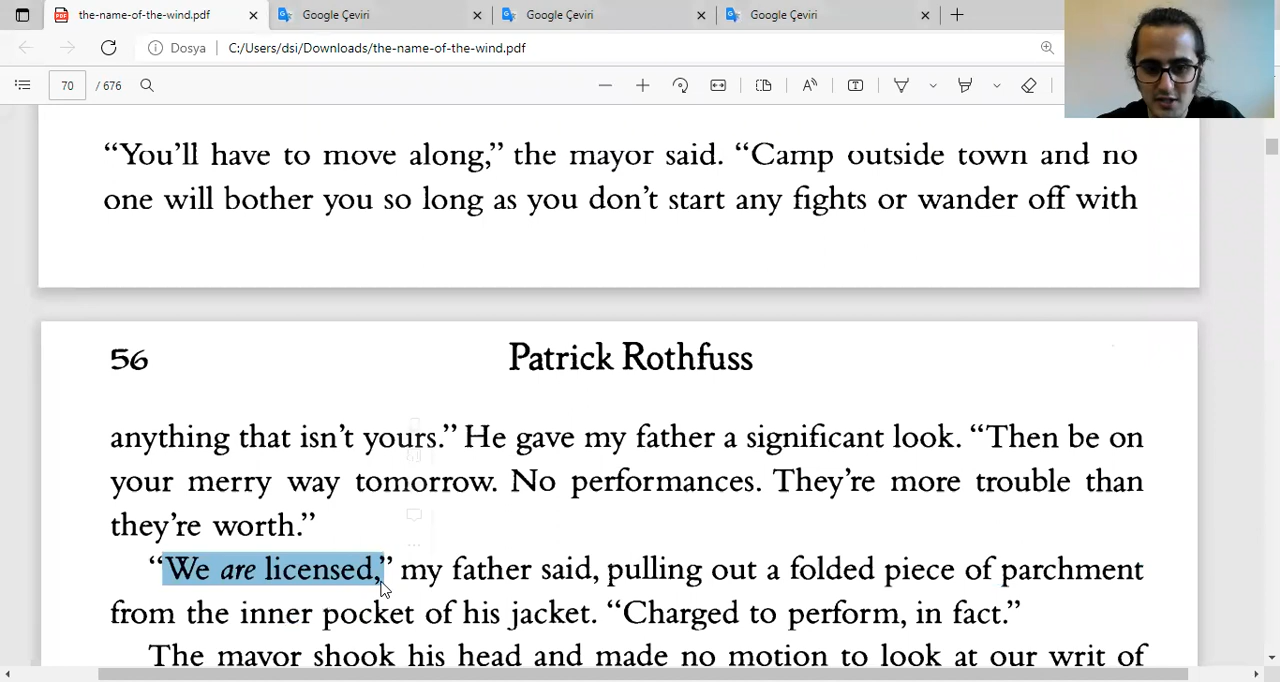 the-name-of-the-wind.pdf
Google Çeviri
Google Çeviri
Google Çeviri
Dosya
C:/Users/dsi/Downloads/the-name-of-the-wind.pdf
70 / 676
“You’ll have to move along,” the mayor said. “Camp outside town and no
one will bother you so long as you don’t start any fights or wander off with
56
Patrick Rothfuss
anything that isn’t yours.” He gave my father a significant look. “Then be on
your merry way tomorrow. No performances. They’re more trouble than
they’re worth.”
“We are licensed,” my father said, pulling out a folded piece of parchment
from the inner pocket of his jacket. “Charged to perform, in fact.”
The mayor shook his head and made no motion to look at our writ of